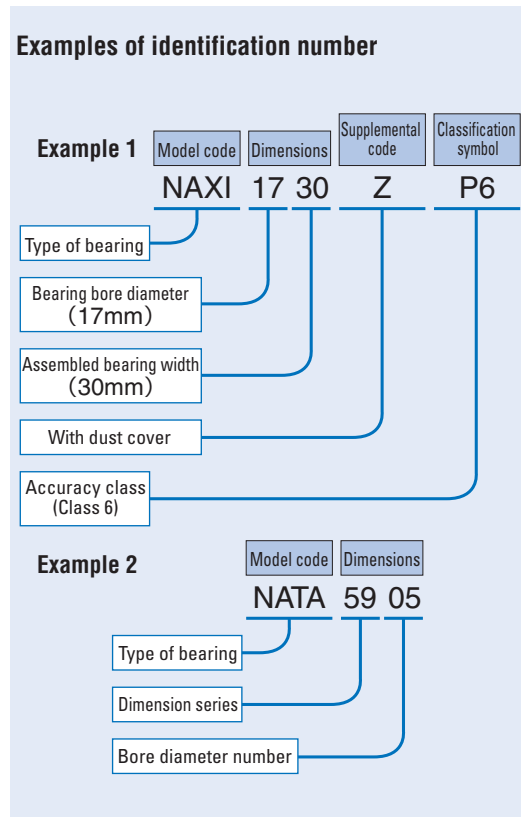 Examples of identification number
Supplemental Classification
Example 1 Model code Dimensions code symbol
NAXI 17 30 Z P6
Type of bearing
Bearing bore diameter
(17mm)
Assembled bearing width
(30mm)
With dust cover
Accuracy class
(Class 6)
Example 2 Model code Dimensions
NATA 59 05
Type of bearing
Dimension series
Bore diameter number